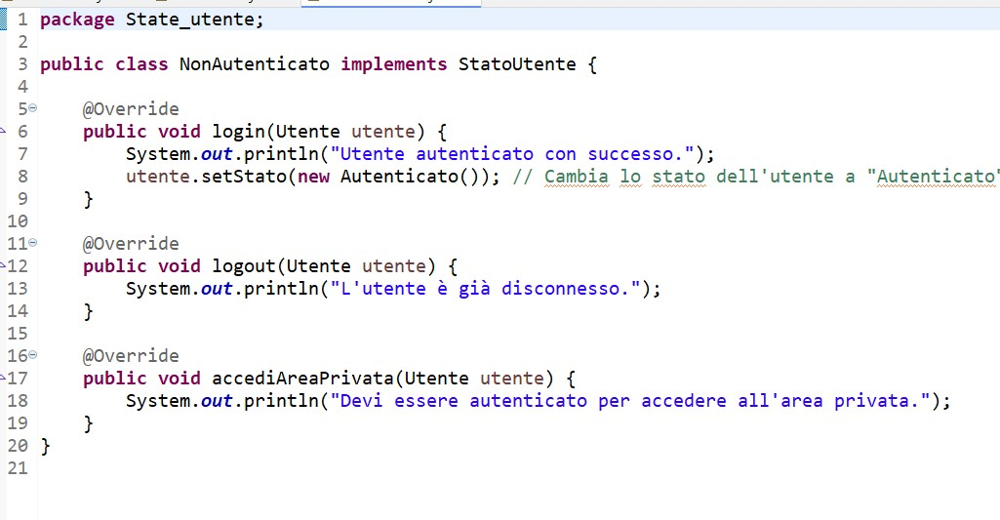 1 package State_utente;
2
3 public class NonAutenticato implements StatoUtente {
4
5 @Override
6 public void login(Utente utente) {
7 System.out.println("Utente autenticato con successo.");
8 utente.setStato(new Autenticato()); // Cambia lo stato dell'utente a "Autenticato"
9 }
10
11 @Override
12 public void logout(Utente utente) {
13 System.out.println("L'utente è già disconnesso.");
14 }
15
16 @Override
17 public void accediAreaPrivata(Utente utente) {
18 System.out.println("Devi essere autenticato per accedere all'area privata.");
19 }
20 }
21